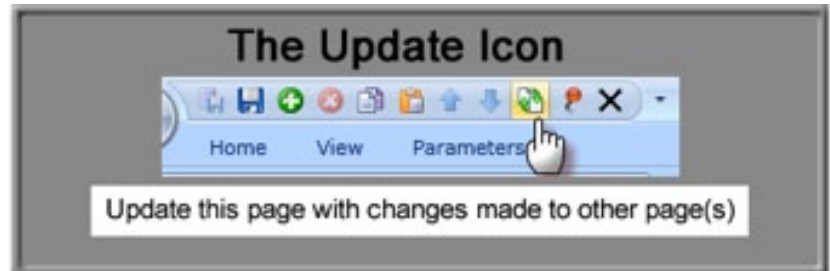 The Update Icon
Home View Parameters
Update this page with changes made to other page(s)